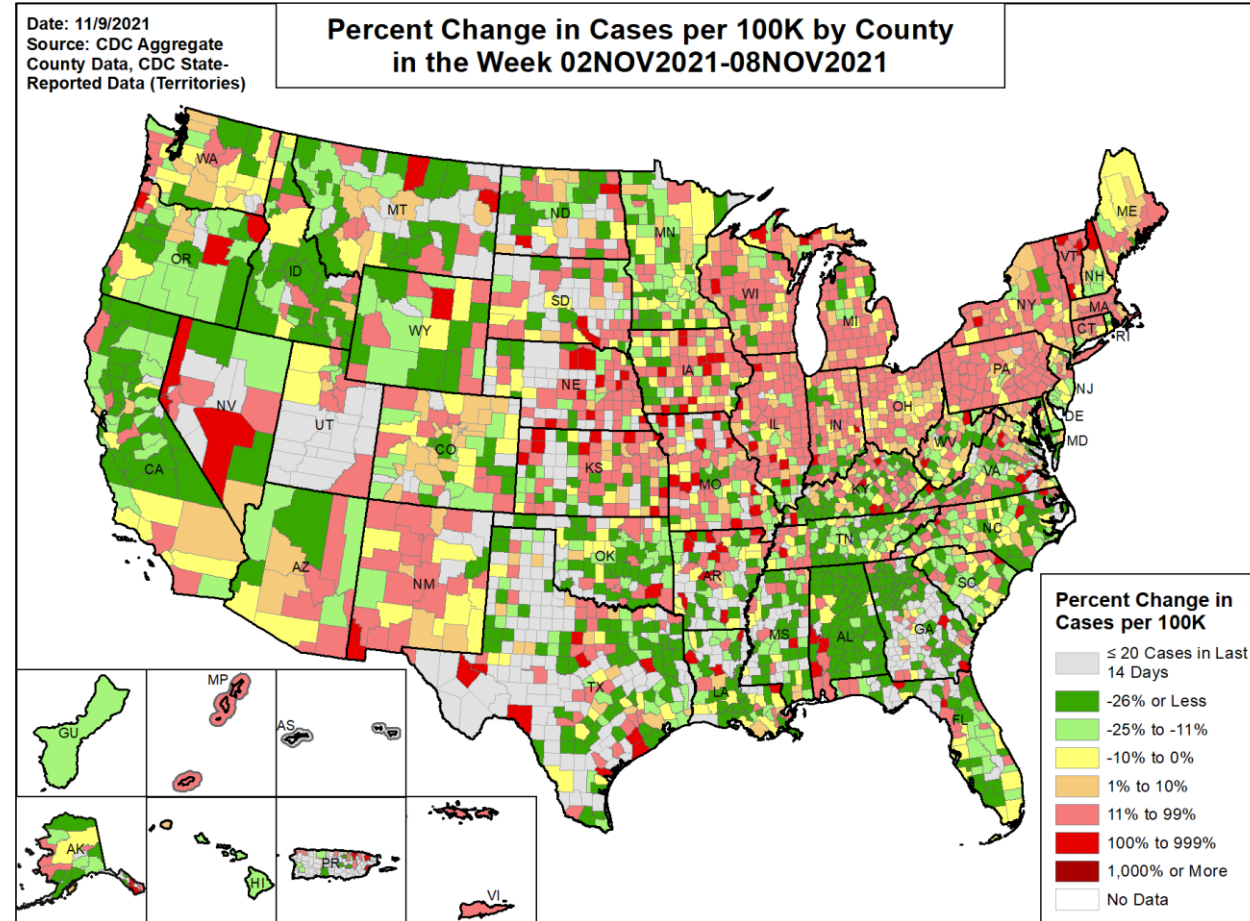 Date: 11/9/2021
Source: CDC Aggregate
County Data, CDC State-
Reported Data (Territories)
Percent Change in Cases per 100K by County
in the Week 02NOV2021-08NOV2021
WA
MT
ND
MN
ME
OR
ID
WY
SD
WI
MI
VT
NH
NY
MA
CT
RI
NV
UT
CO
NE
IA
IL
IN
OH
PA
NJ
DE
MD
WV
VA
CA
KS
MO
KY
AZ
NM
OK
AR
TN
NC
SC
TX
LA
MS
AL
GA
FL
GU
MP
AS
AK
HI
PR
VI
Percent Change in
Cases per 100K
≤ 20 Cases in Last
14 Days
-26% or Less
-25% to -11%
-10% to 0%
1% to 10%
11% to 99%
100% to 999%
1,000% or More
No Data